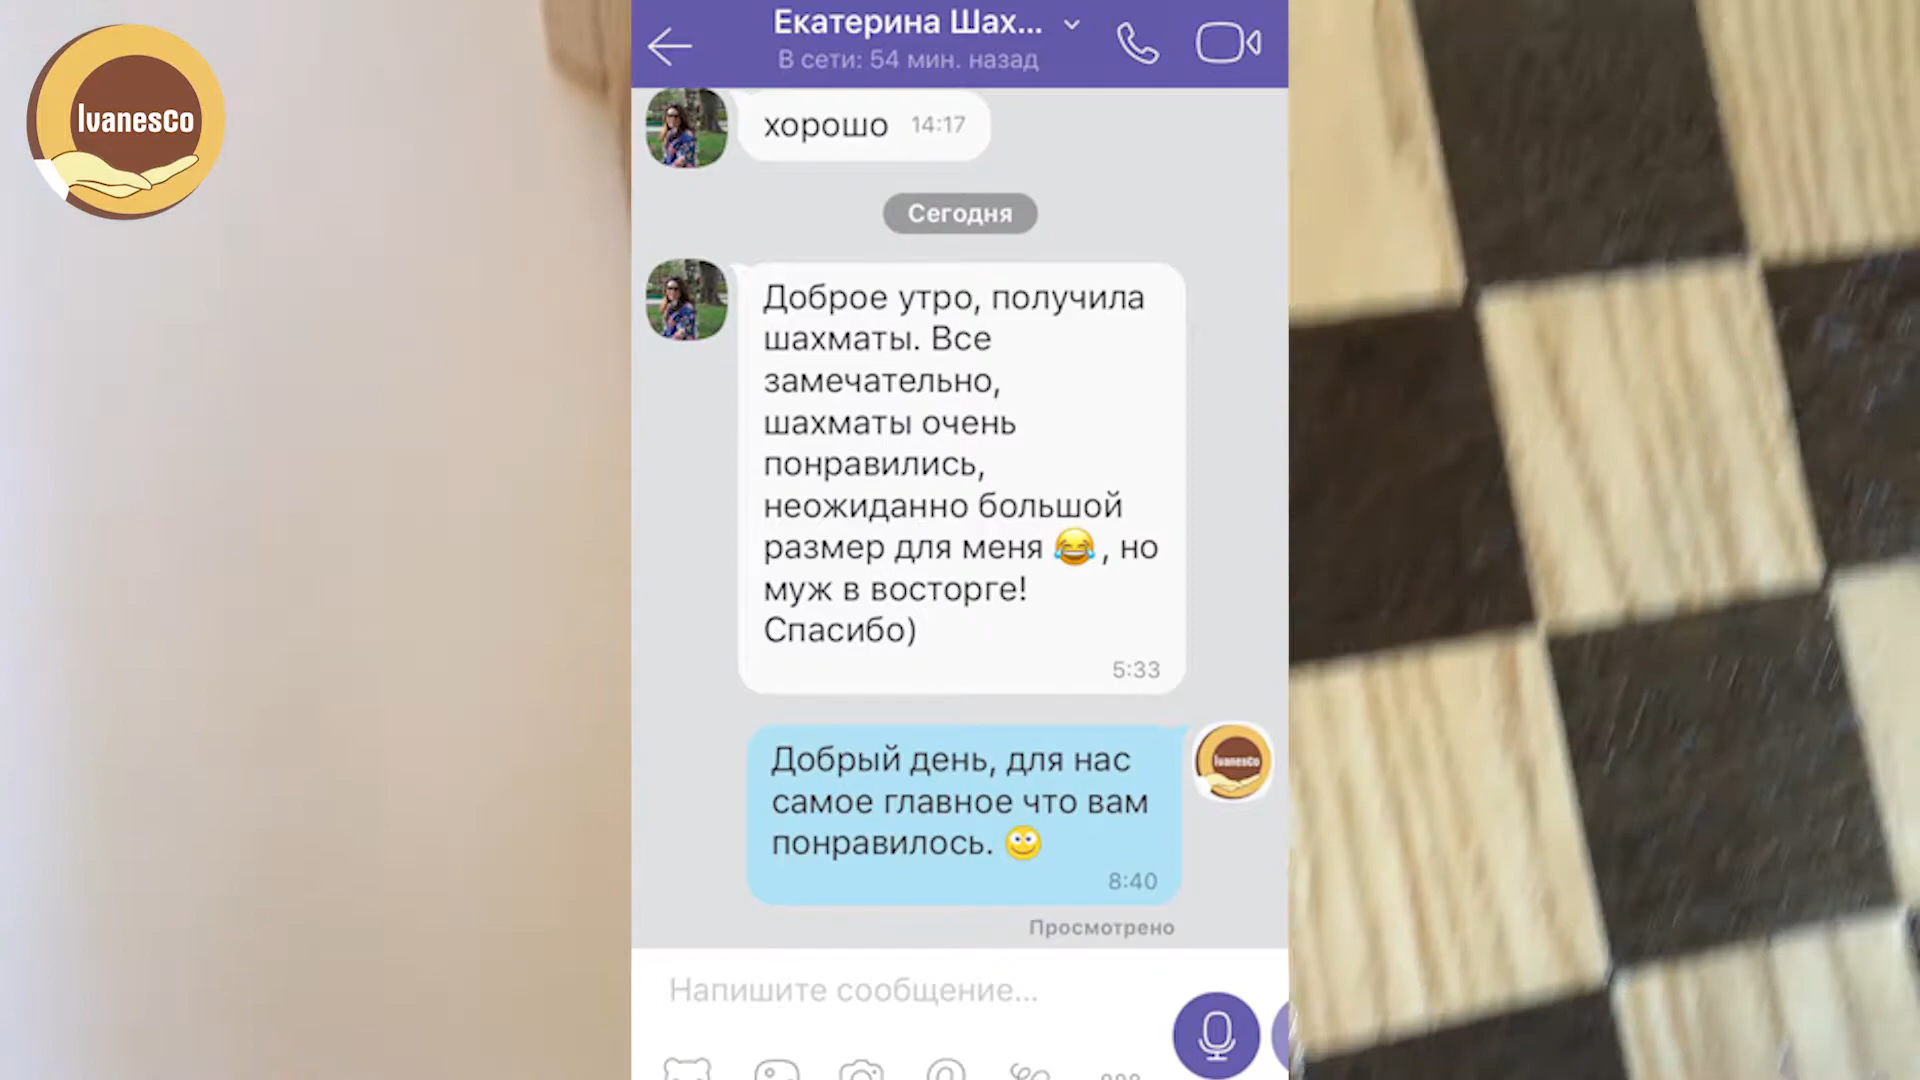 IvanesCo
Екатерина Шах...
В сети: 54 мин. назад
хорошо 14:17
Сегодня
Доброе утро, получила
шахматы. Все
замечательно,
шахматы очень
понравились,
неожиданно большой
размер для меня 😂, но
муж в восторге!
Спасибо)
5:33
Добрый день, для нас
самое главное что вам
понравилось. 🙂
8:40
IvanesCo
Просмотрено
Напишите сообщение...